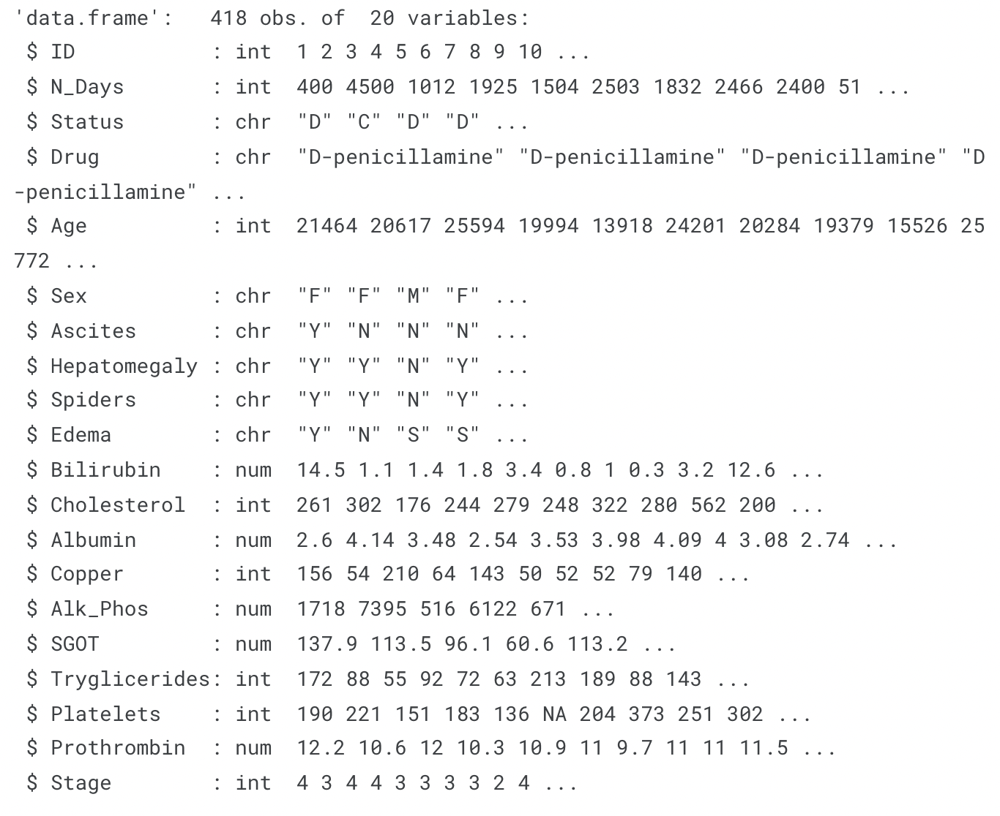 'data.frame':   418 obs. of  20 variables:
 $ ID           : int  1 2 3 4 5 6 7 8 9 10 ...
 $ N_Days       : int  400 4500 1012 1925 1504 2503 1832 2466 2400 51 ...
 $ Status       : chr  "D" "C" "D" "D" ...
 $ Drug         : chr  "D-penicillamine" "D-penicillamine" "D-penicillamine" "D
-penicillamine" ...
 $ Age          : int  21464 20617 25594 19994 13918 24201 20284 19379 15526 25
772 ...
 $ Sex          : chr  "F" "F" "M" "F" ...
 $ Ascites      : chr  "Y" "N" "N" "N" ...
 $ Hepatomegaly : chr  "Y" "Y" "N" "Y" ...
 $ Spiders      : chr  "Y" "Y" "N" "Y" ...
 $ Edema        : chr  "Y" "N" "S" "S" ...
 $ Bilirubin    : num  14.5 1.1 1.4 1.8 3.4 0.8 1 0.3 3.2 12.6 ...
 $ Cholesterol  : int  261 302 176 244 279 248 322 280 562 200 ...
 $ Albumin      : num  2.6 4.14 3.48 2.54 3.53 3.98 4.09 4 3.08 2.74 ...
 $ Copper       : int  156 54 210 64 143 50 52 52 79 140 ...
 $ Alk_Phos     : num  1718 7395 516 6122 671 ...
 $ SGOT         : num  137.9 113.5 96.1 60.6 113.2 ...
 $ Tryglicerides: int  172 88 55 92 72 63 213 189 88 143 ...
 $ Platelets    : int  190 221 151 183 136 NA 204 373 251 302 ...
 $ Prothrombin  : num  12.2 10.6 12 10.3 10.9 11 9.7 11 11 11.5 ...
 $ Stage        : int  4 3 4 4 3 3 3 3 2 4 ...